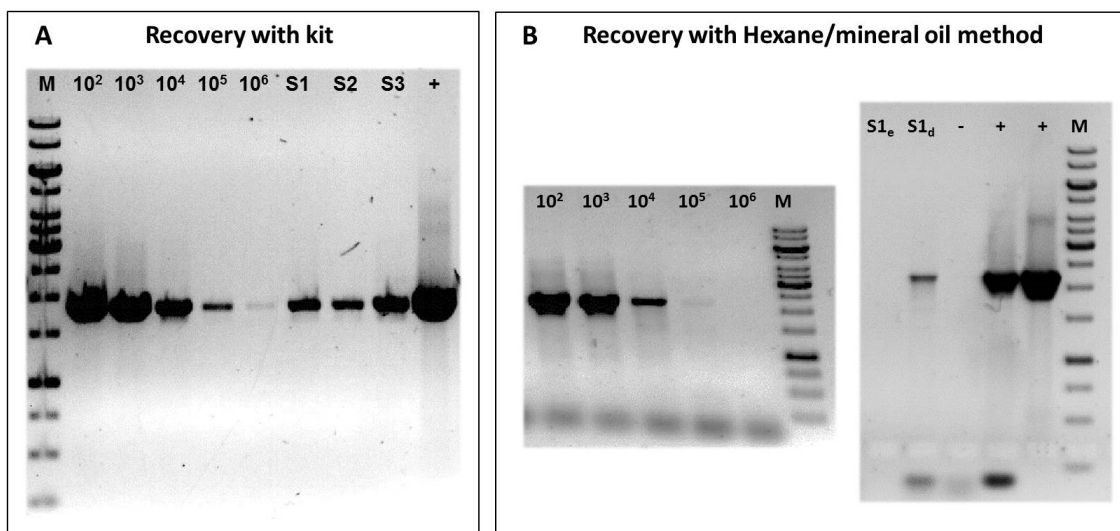 A Recovery with kit
M 10² 10³ 10⁴ 10⁵ 10⁶ S1 S2 S3 +
B Recovery with Hexane/mineral oil method
10² 10³ 10⁴ 10⁵ 10⁶ M
S1ₑ S1d - + + M